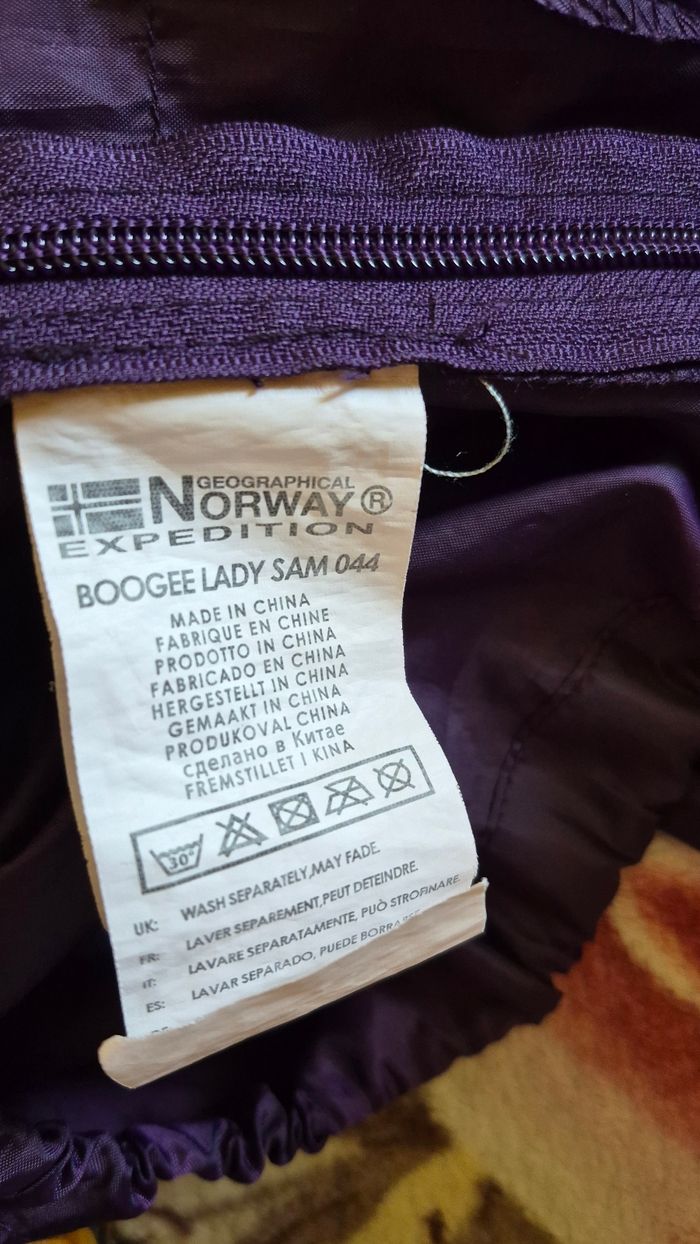 GEOGRAPHICAL
NORWAY ®
EXPEDITION
BOOGEE LADY SAM 044
MADE IN CHINA
FABRIQUE EN CHINE
PRODOTTO IN CHINA
FABRICADO EN CHINA
HERGESTELLT IN CHINA
GEMAAKT IN CHINA
PRODUKOVAL CHINA
сделано в Китае
FREMSTILLET I KINA
30°
UK: WASH SEPARATELY,MAY FADE.
FR: LAVER SEPAREMENT,PEUT DETEINDRE.
IT: LAVARE SEPARATAMENTE, PUÒ STROFINARE.
ES: LAVAR SEPARADO, PUEDE